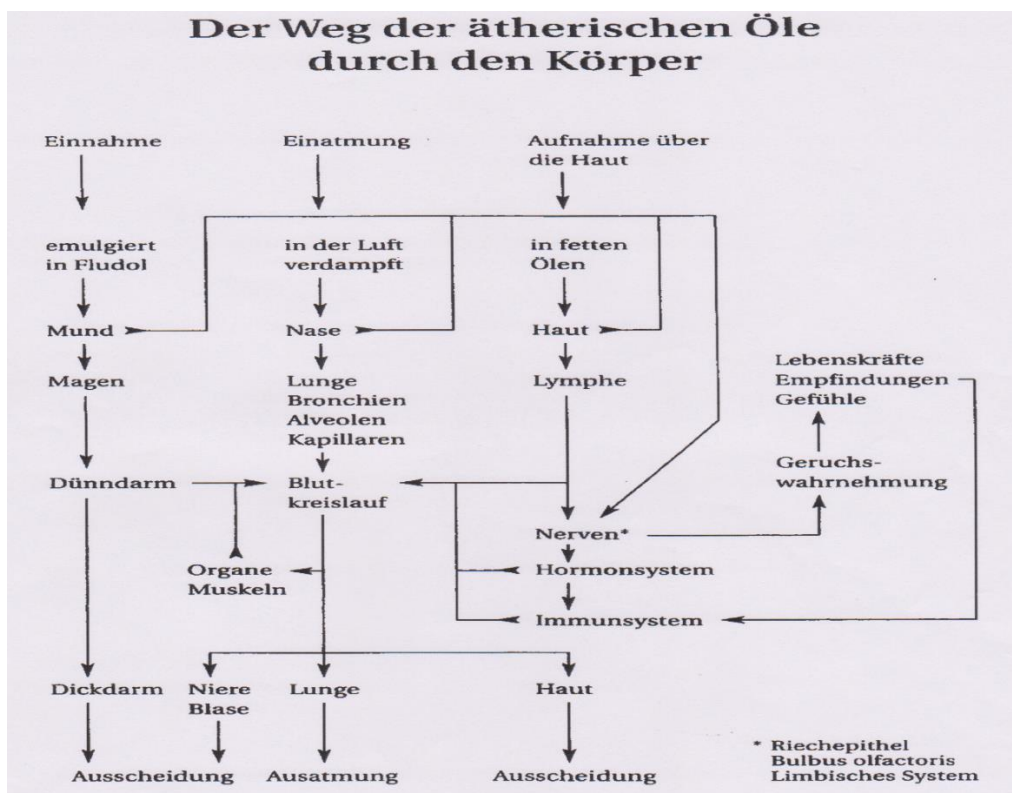 Der Weg der ätherischen Öle
durch den Körper
Einnahme
Einatmung
Aufnahme über
die Haut
emulgiert
in Fludol
in der Luft
verdampft
in fetten
Ölen
Mund
Nase
Haut
Magen
Lunge
Bronchien
Alveolen
Kapillaren
Lymphe
Lebenskräfte
Empfindungen
Gefühle
Dünndarm
Blut-
kreislauf
Geruchs-
wahrnehmung
Nerven*
Organe
Muskeln
Hormonsystem
Immunsystem
Dickdarm
Niere
Blase
Lunge
Haut
Ausscheidung
Ausatmung
Ausscheidung
* Riechepithel
Bulbus olfactoris
Limbisches System